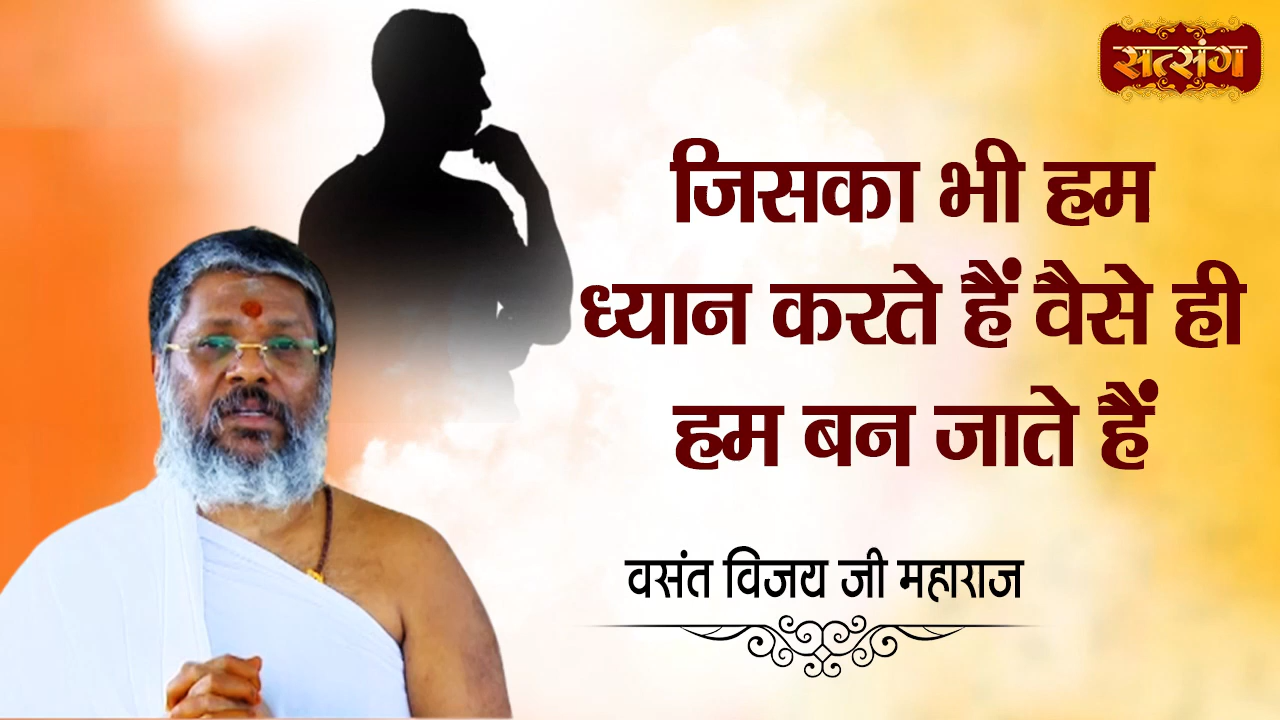 सत्संग
जिसका भी हम
ध्यान करते हैं वैसे ही
हम बन जाते हैं
वसंत विजय जी महाराज